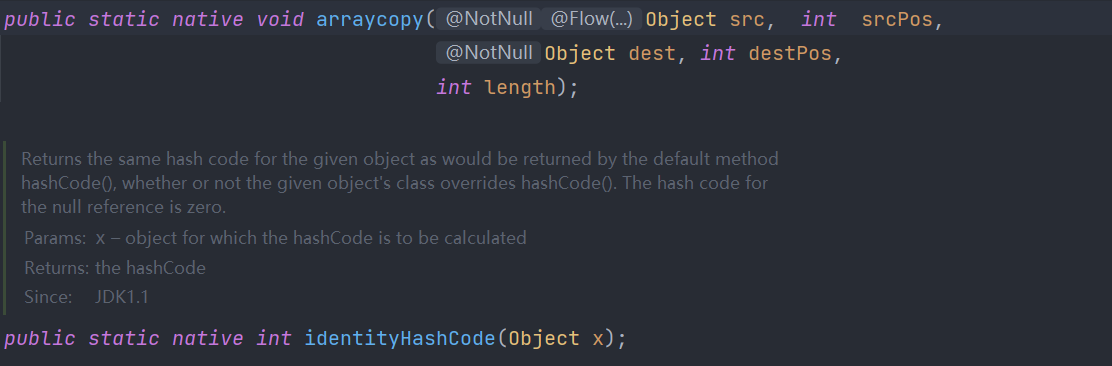 public static native void arraycopy( @NotNull @Flow(...) Object src,  int  srcPos,
@NotNull Object dest, int destPos,
int length);
Returns the same hash code for the given object as would be returned by the default method
hashCode(), whether or not the given object's class overrides hashCode(). The hash code for
the null reference is zero.
Params: x – object for which the hashCode is to be calculated
Returns: the hashCode
Since: JDK1.1
public static native int identityHashCode(Object x);